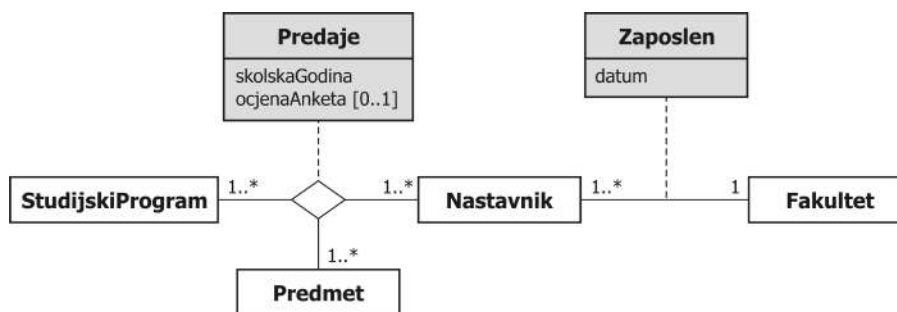 Predaje
skolskaGodina
ocjenaAnketa [0..1]
Zaposlen
datum
StudijskiProgram
1..*
1..*
Nastavnik
1..*
1
Fakultet
1..*
Predmet